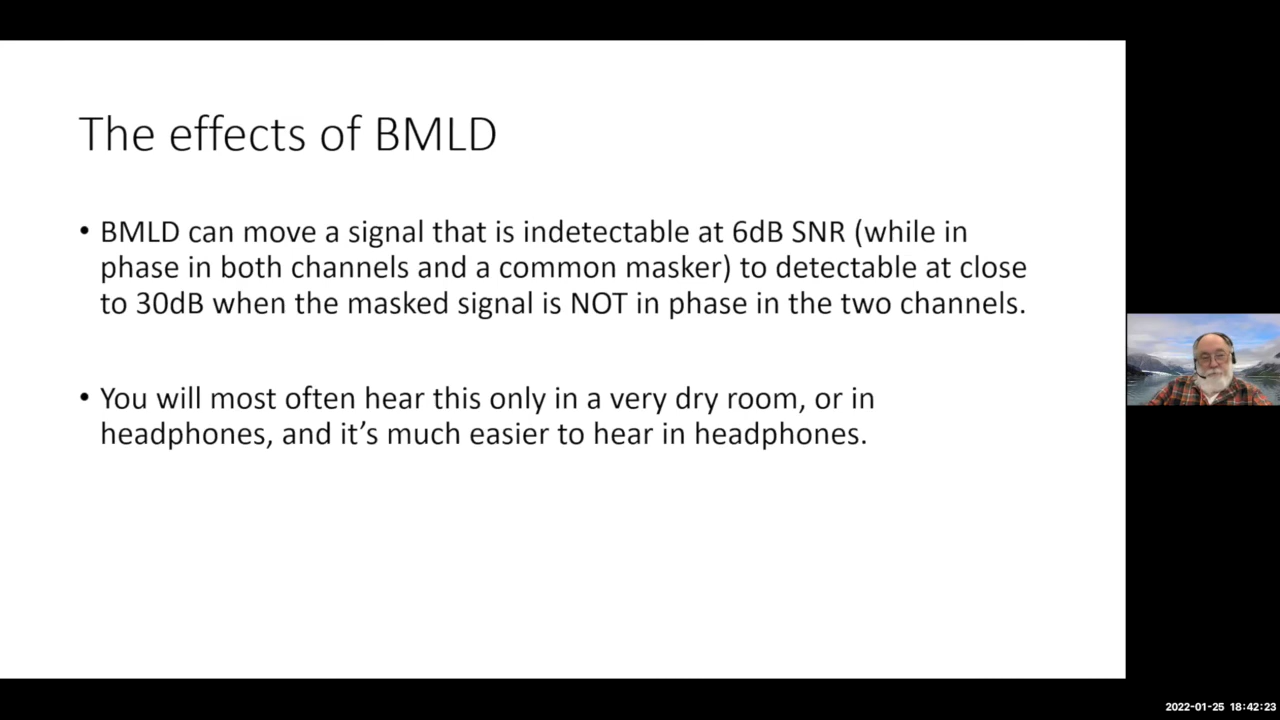 The effects of BMLD
• BMLD can move a signal that is indetectable at 6dB SNR (while in
phase in both channels and a common masker) to detectable at close
to 30dB when the masked signal is NOT in phase in the two channels.
• You will most often hear this only in a very dry room, or in
headphones, and it’s much easier to hear in headphones.
2022-01-25 18:42:23